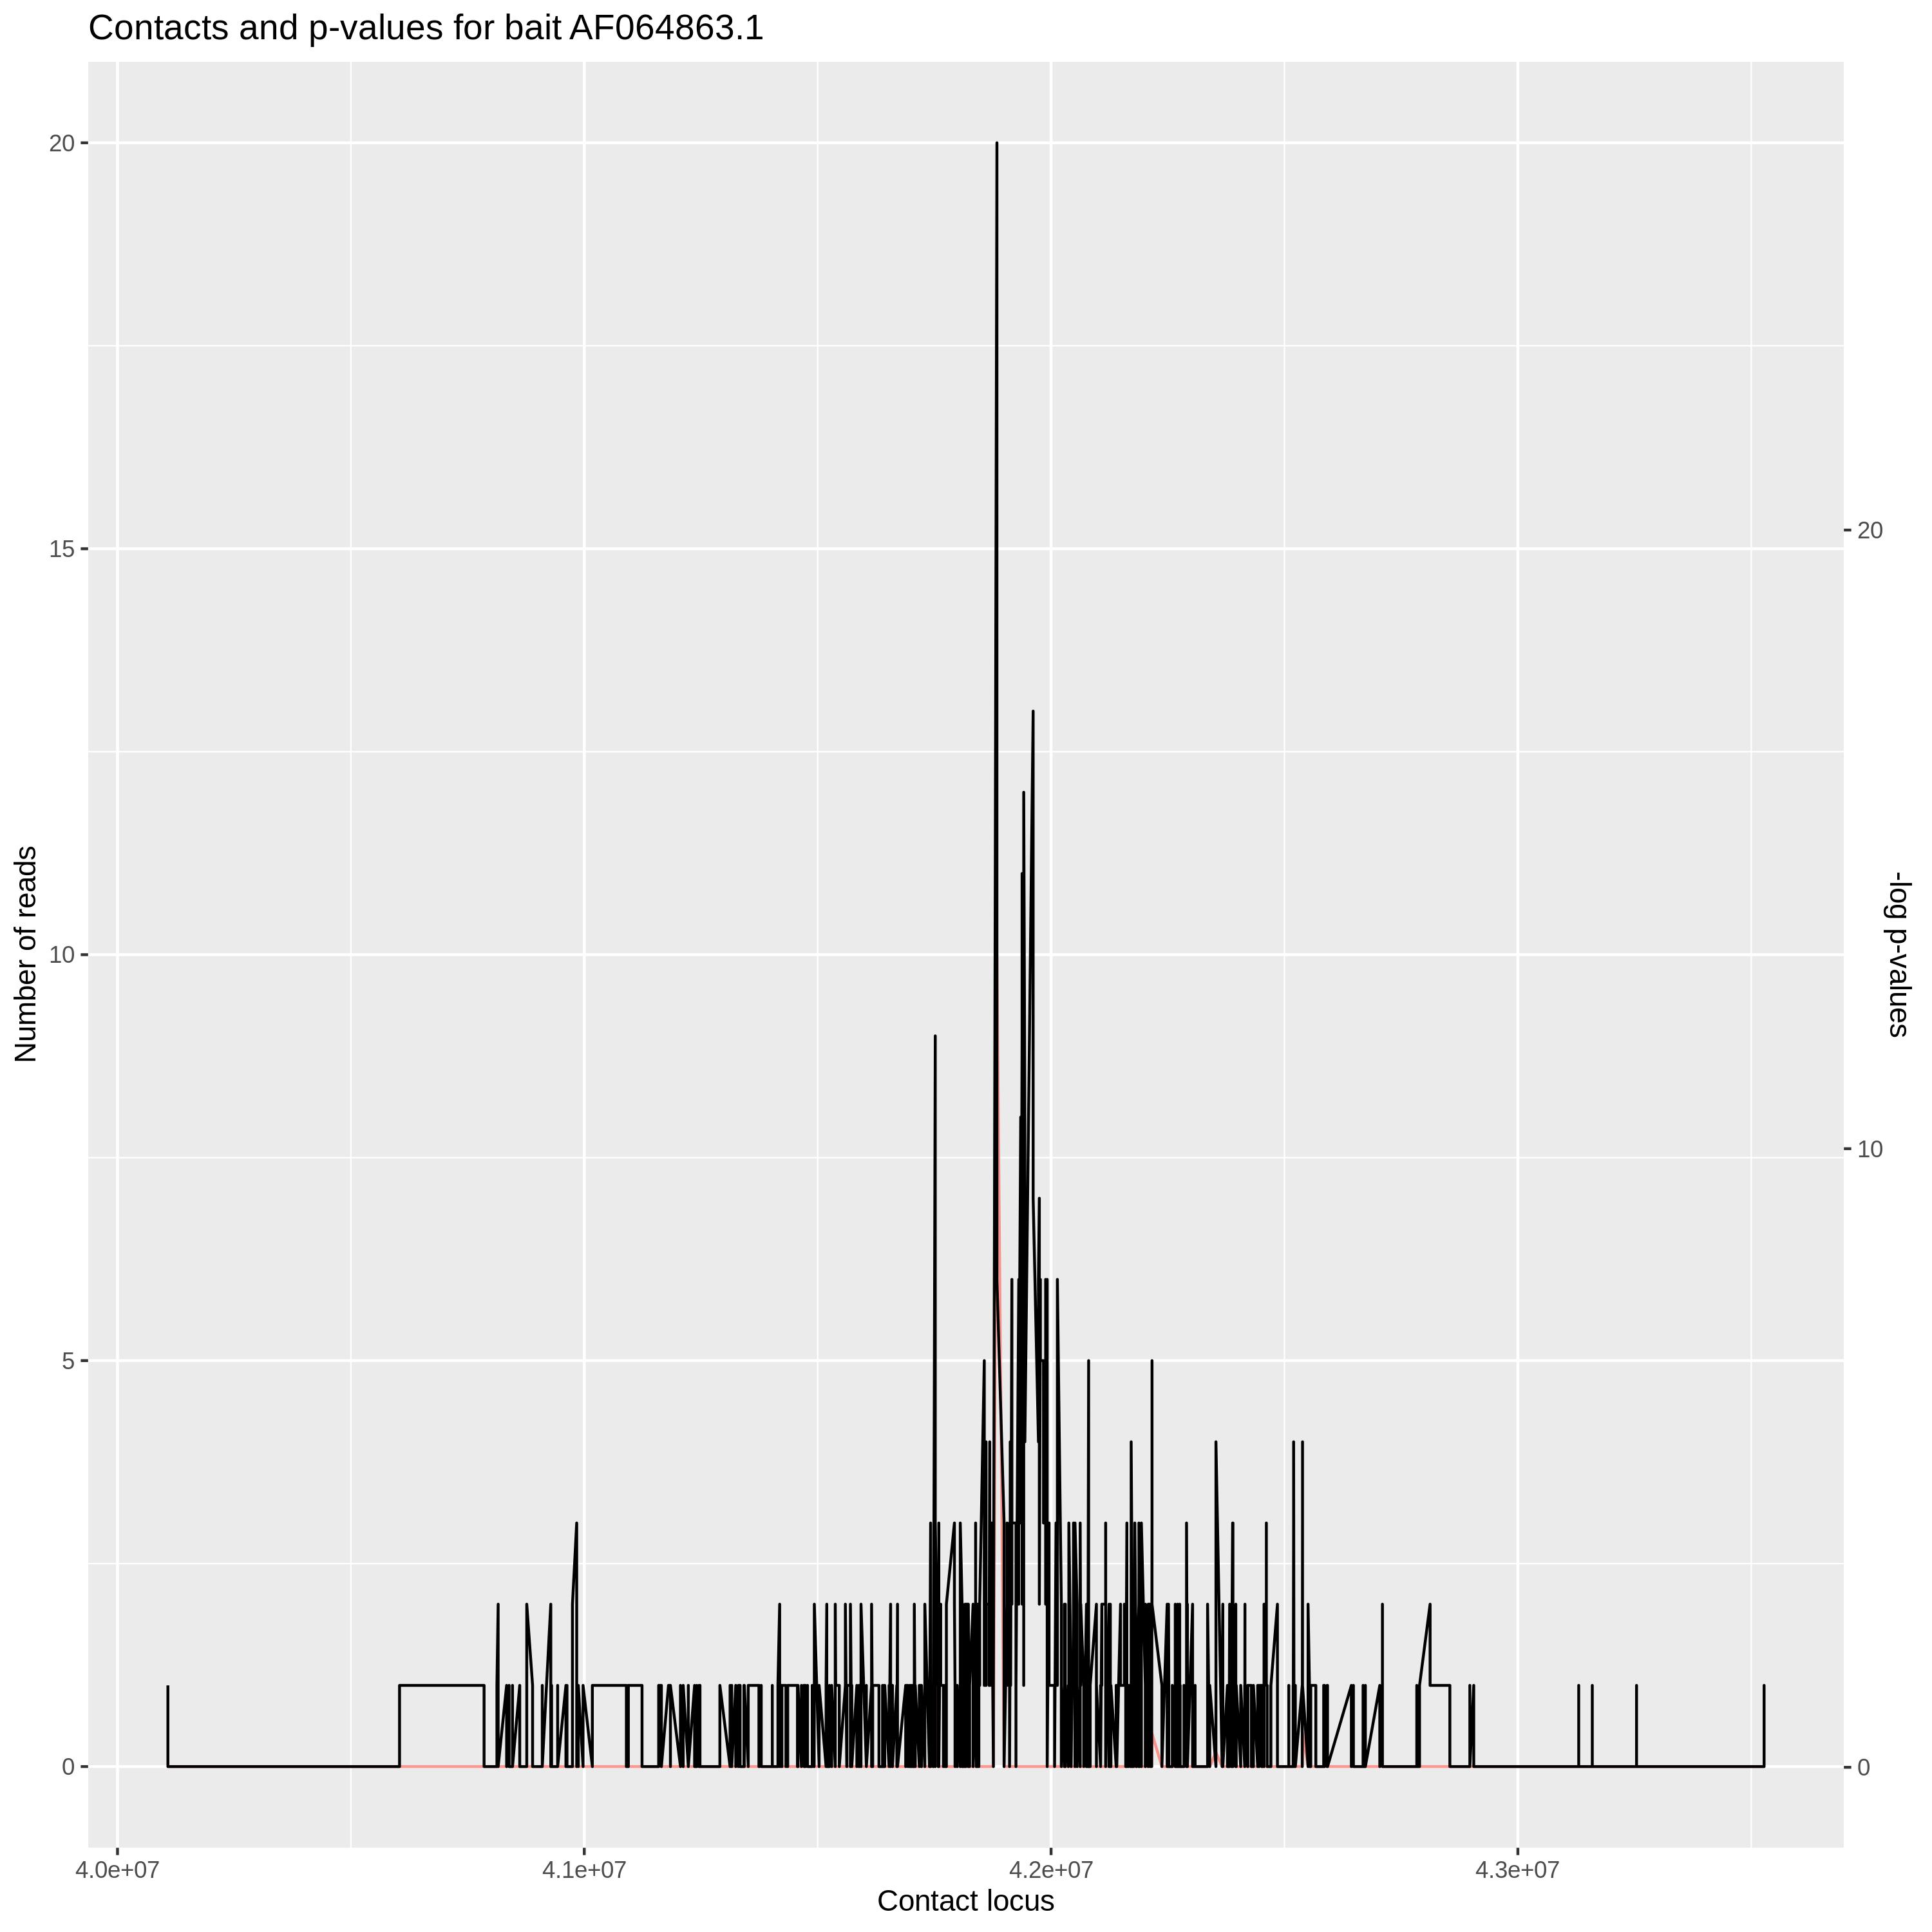 Contacts and p-values for bait AF064863.1
20
15
10
5
0
Number of reads
20
10
0
-log p-values
4.0e+07 4.1e+07 4.2e+07 4.3e+07
Contact locus